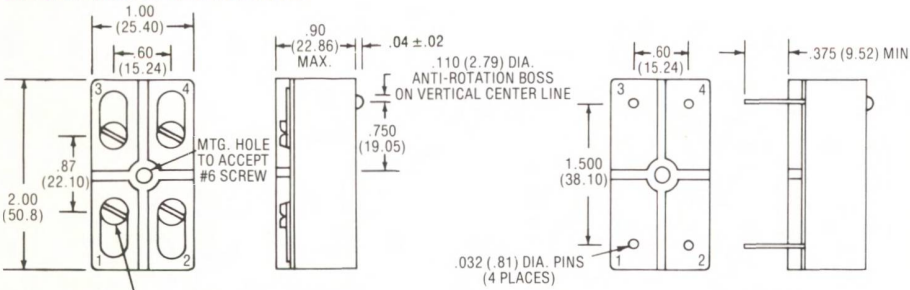 1.00
(25.40)
.60
(15.24)
3 4
.87
(22.10)
2.00
(50.8)
1 2
MTG. HOLE
TO ACCEPT
#6 SCREW
.90
(22.86)
MAX.
.04 ±.02
.110 (2.79) DIA.
ANTI-ROTATION BOSS
ON VERTICAL CENTER LINE
.750
(19.05)
.60
(15.24)
3 4
1.500
(38.10)
1 2
.032 (.81) DIA. PINS
(4 PLACES)
.375 (9.52) MIN